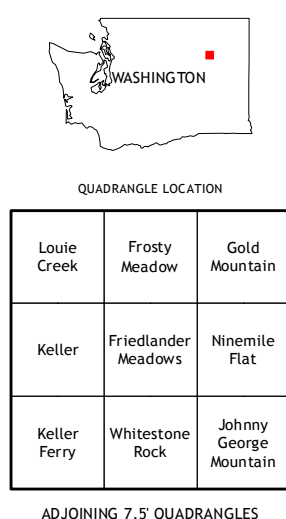 WASHINGTON
QUADRANGLE LOCATION
Louie
Creek
Frosty
Meadow
Gold
Mountain
Keller
Friedlander
Meadows
Ninemile
Flat
Keller
Ferry
Whitestone
Rock
Johnny
George
Mountain
ADJOINING 7.5' QUADRANGLES